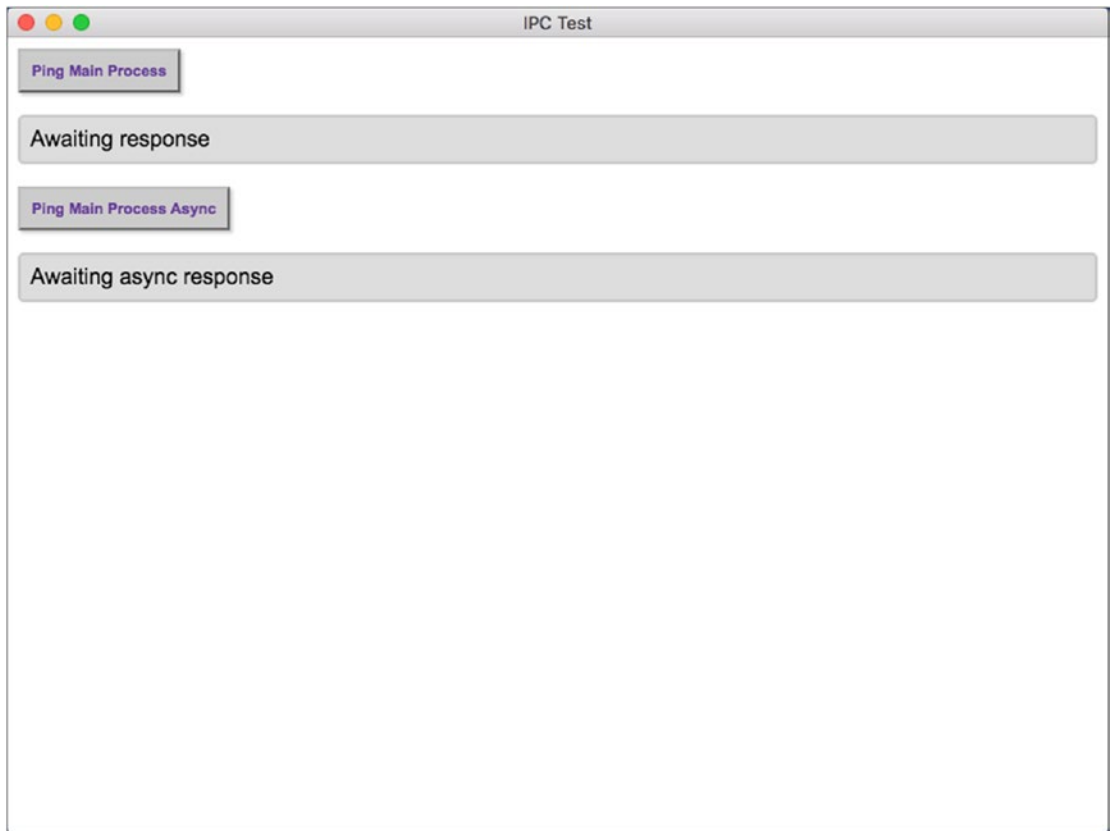 IPC Test
Ping Main Process
Awaiting response
Ping Main Process Async
Awaiting async response